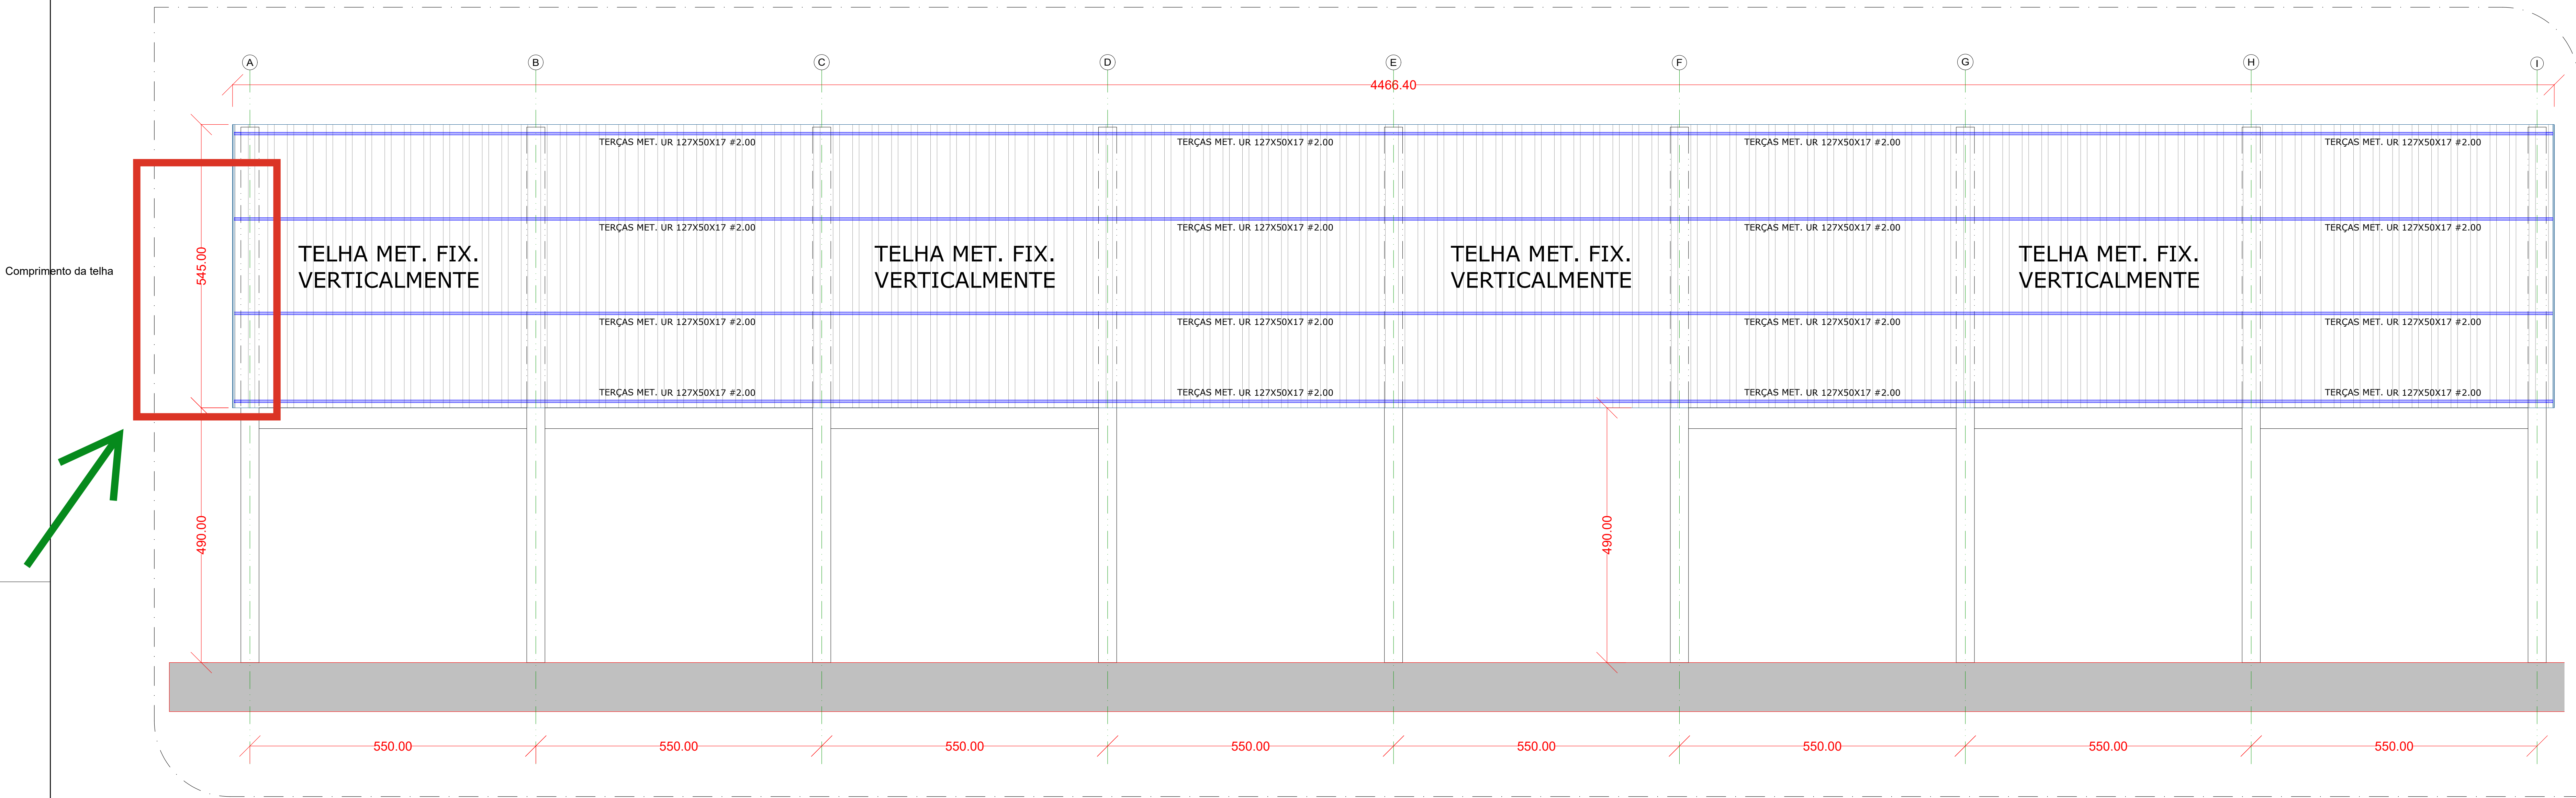 A B C D E F G H I
4466.40
TERÇAS MET. UR 127X50X17 #2.00 TERÇAS MET. UR 127X50X17 #2.00 TERÇAS MET. UR 127X50X17 #2.00 TERÇAS MET. UR 127X50X17 #2.00
TERÇAS MET. UR 127X50X17 #2.00 TERÇAS MET. UR 127X50X17 #2.00 TERÇAS MET. UR 127X50X17 #2.00 TERÇAS MET. UR 127X50X17 #2.00
Comprimento da telha
545.00
TELHA MET. FIX.
VERTICALMENTE
TELHA MET. FIX.
VERTICALMENTE
TELHA MET. FIX.
VERTICALMENTE
TELHA MET. FIX.
VERTICALMENTE
TERÇAS MET. UR 127X50X17 #2.00 TERÇAS MET. UR 127X50X17 #2.00 TERÇAS MET. UR 127X50X17 #2.00 TERÇAS MET. UR 127X50X17 #2.00
TERÇAS MET. UR 127X50X17 #2.00 TERÇAS MET. UR 127X50X17 #2.00 TERÇAS MET. UR 127X50X17 #2.00 TERÇAS MET. UR 127X50X17 #2.00
490.00
490.00
550.00 550.00 550.00 550.00 550.00 550.00 550.00 550.00